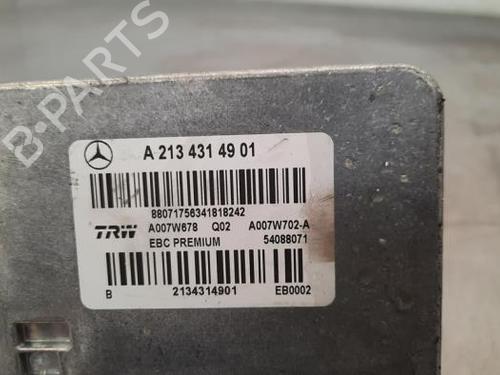 B-PARTS
A 213 431 49 01
88071756341818242
TRW A007W678 Q02 A007W702-A
EBC PREMIUM 54088071
B 2134314901 EB0002